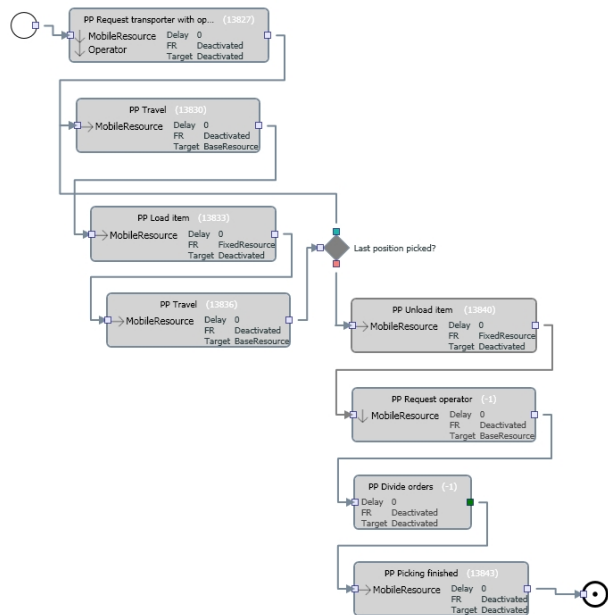 PP Request transporter with op... (13827)
MobileResource Delay 0
Operator FR Deactivated
Target Deactivated
PP Travel (13830)
MobileResource Delay 0
FR Deactivated
Target BaseResource
PP Load item (13833)
MobileResource Delay 0
FR FixedResource
Target Deactivated
Last position picked?
PP Travel (13836)
MobileResource Delay 0
FR Deactivated
Target BaseResource
PP Unload item (13840)
MobileResource Delay 0
FR FixedResource
Target Deactivated
PP Request operator (-1)
MobileResource Delay 0
FR Deactivated
Target BaseResource
PP Divide orders (-1)
Delay 0
FR Deactivated
Target Deactivated
PP Picking finished (13843)
MobileResource Delay 0
FR Deactivated
Target Deactivated